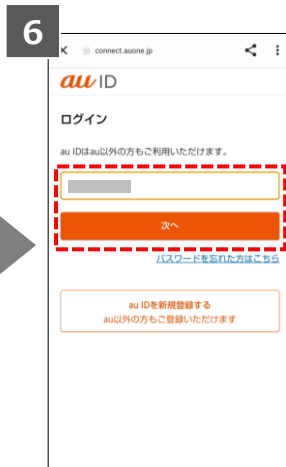 6
X connect.auone.jp
au ID
ログイン
au IDはau以外の方もご利用いただけます。
次へ
パスワードを忘れた方はこちら
au IDを新規登録する
au以外の方もご登録いただけます